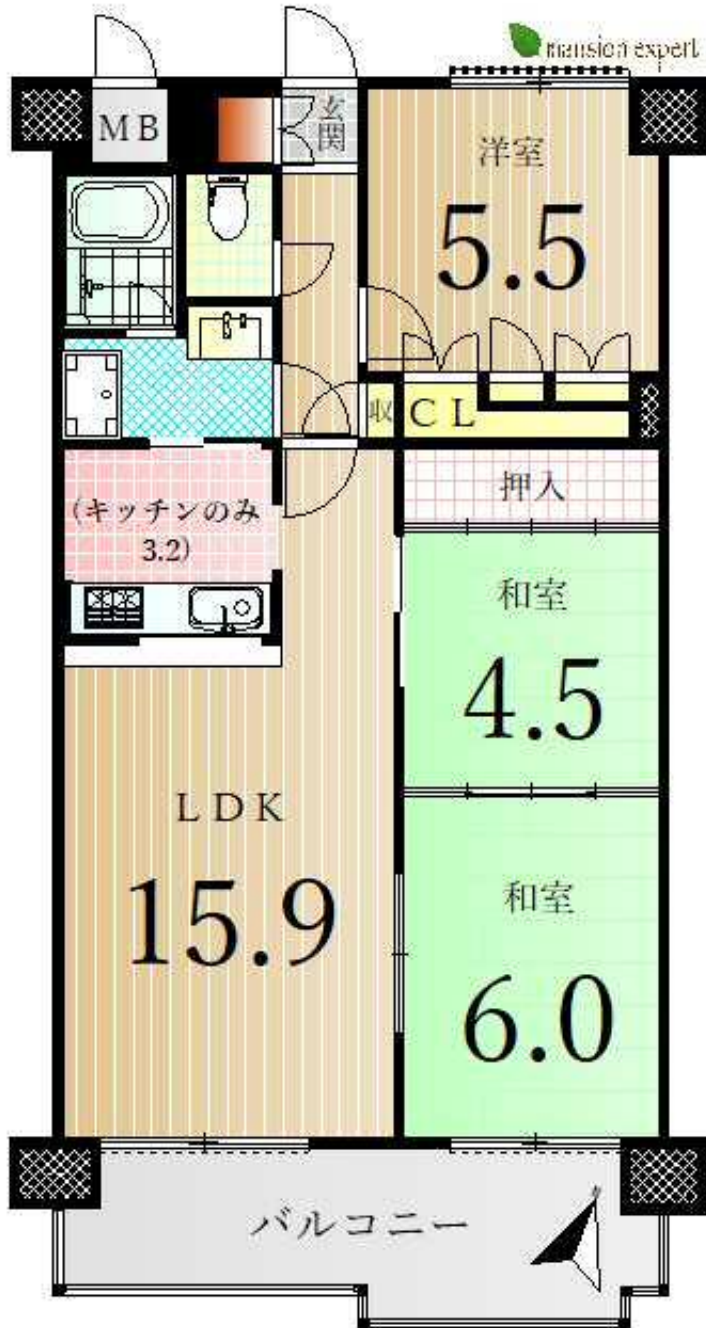 mansion expert
MB
玄関
洋室
5.5
収
CL
(キッチンのみ
3.2)
押入
和室
4.5
LDK
15.9
和室
6.0
バルコニー